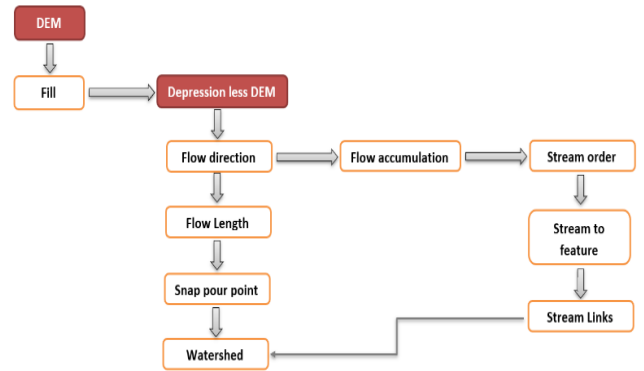 DEM
Fill
Depression less DEM
Flow direction
Flow accumulation
Stream order
Flow Length
Stream to
feature
Snap pour point
Stream Links
Watershed